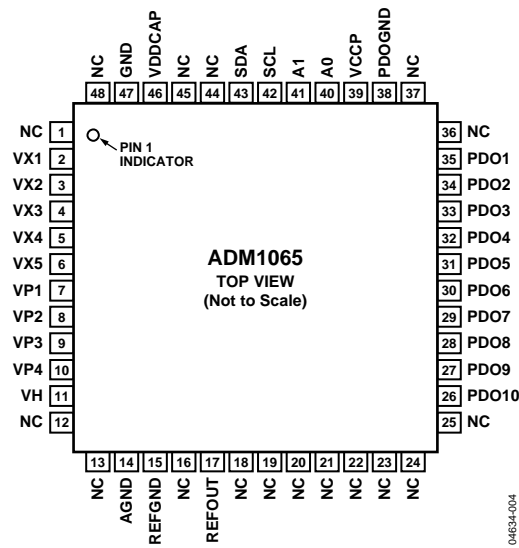 NC GND VDDCAP NC NC SDA SCL A1 A0 VCCP PDOGND NC
48 47 46 45 44 43 42 41 40 39 38 37
NC 1
VX1 2
VX2 3
VX3 4
VX4 5
VX5 6
VP1 7
VP2 8
VP3 9
VP4 10
VH 11
NC 12
PIN 1
INDICATOR
ADM1065
TOP VIEW
(Not to Scale)
36 NC
35 PDO1
34 PDO2
33 PDO3
32 PDO4
31 PDO5
30 PDO6
29 PDO7
28 PDO8
27 PDO9
26 PDO10
25 NC
13 14 15 16 17 18 19 20 21 22 23 24
NC AGND REFGND NC REFOUT NC NC NC NC NC NC NC
04634-004